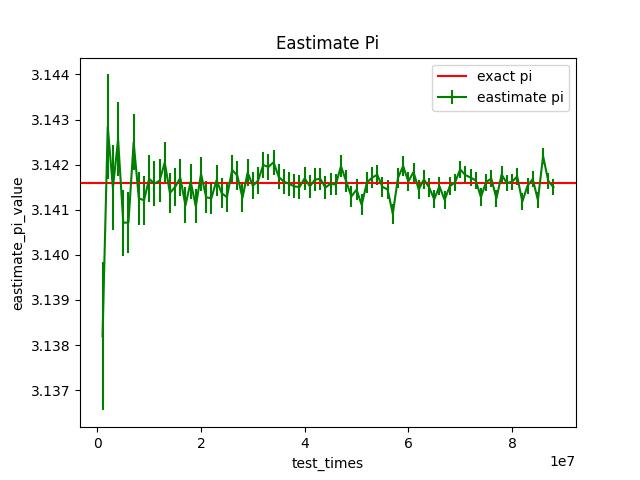 Eastimate Pi
exact pi
eastimate pi
3.144
3.143
3.142
3.141
3.140
3.139
3.138
3.137
eastimate_pi_value
0
2
4
6
8
1e7
test_times